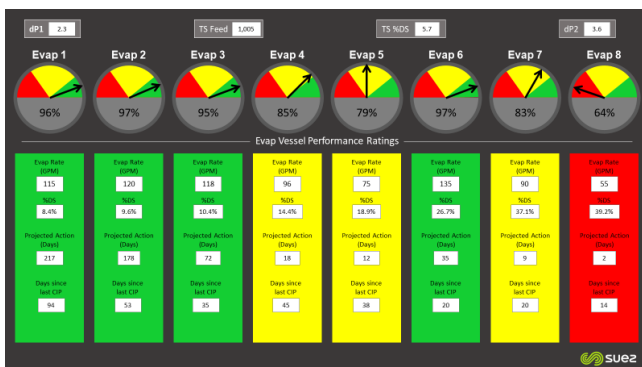 dP1 2.3 TS Feed 1,005 TS %DS 5.7 dP2 3.6
Evap 1 Evap 2 Evap 3 Evap 4 Evap 5 Evap 6 Evap 7 Evap 8
96% 97% 95% 85% 79% 97% 83% 64%
Evap Vessel Performance Ratings
Evap Rate Evap Rate Evap Rate Evap Rate Evap Rate Evap Rate Evap Rate Evap Rate
(GPM) (GPM) (GPM) (GPM) (GPM) (GPM) (GPM) (GPM)
115 120 118 96 75 135 90 55
%DS %DS %DS %DS %DS %DS %DS %DS
8.4% 9.6% 10.4% 14.4% 18.9% 26.7% 37.1% 39.2%
Projected Action Projected Action Projected Action Projected Action Projected Action Projected Action Projected Action Projected Action
(Days) (Days) (Days) (Days) (Days) (Days) (Days) (Days)
217 178 72 18 12 35 9 2
Days since Days since Days since Days since Days since Days since Days since Days since
last CIP last CIP last CIP last CIP last CIP last CIP last CIP last CIP
94 53 35 45 38 20 20 14
suez